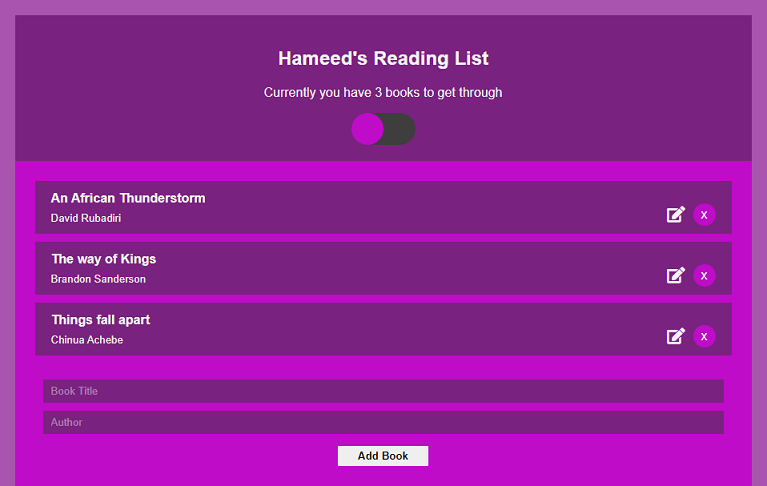 Hameed's Reading List
Currently you have 3 books to get through
An African Thunderstorm
David Rubadiri
x
The way of Kings
Brandon Sanderson
x
Things fall apart
Chinua Achebe
x
Book Title
Author
Add Book